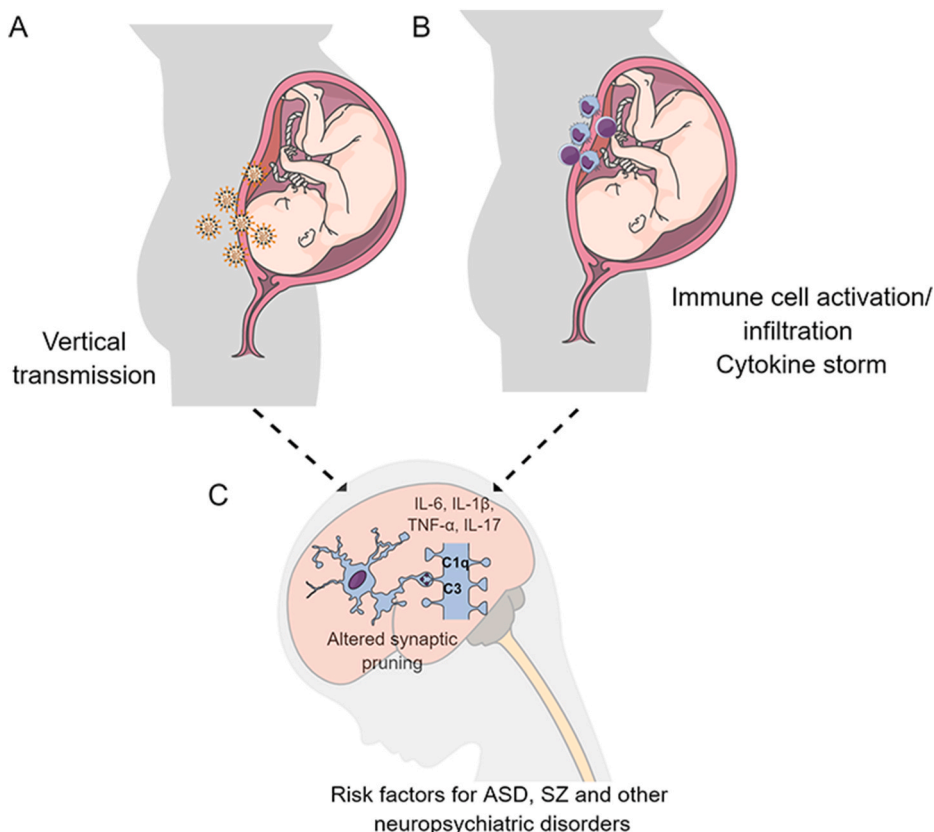 A
B
Vertical
transmission
Immune cell activation/
infiltration
Cytokine storm
C
IL-6, IL-1β,
TNF-α, IL-17
C1q
C3
Altered synaptic
pruning
Risk factors for ASD, SZ and other
neuropsychiatric disorders